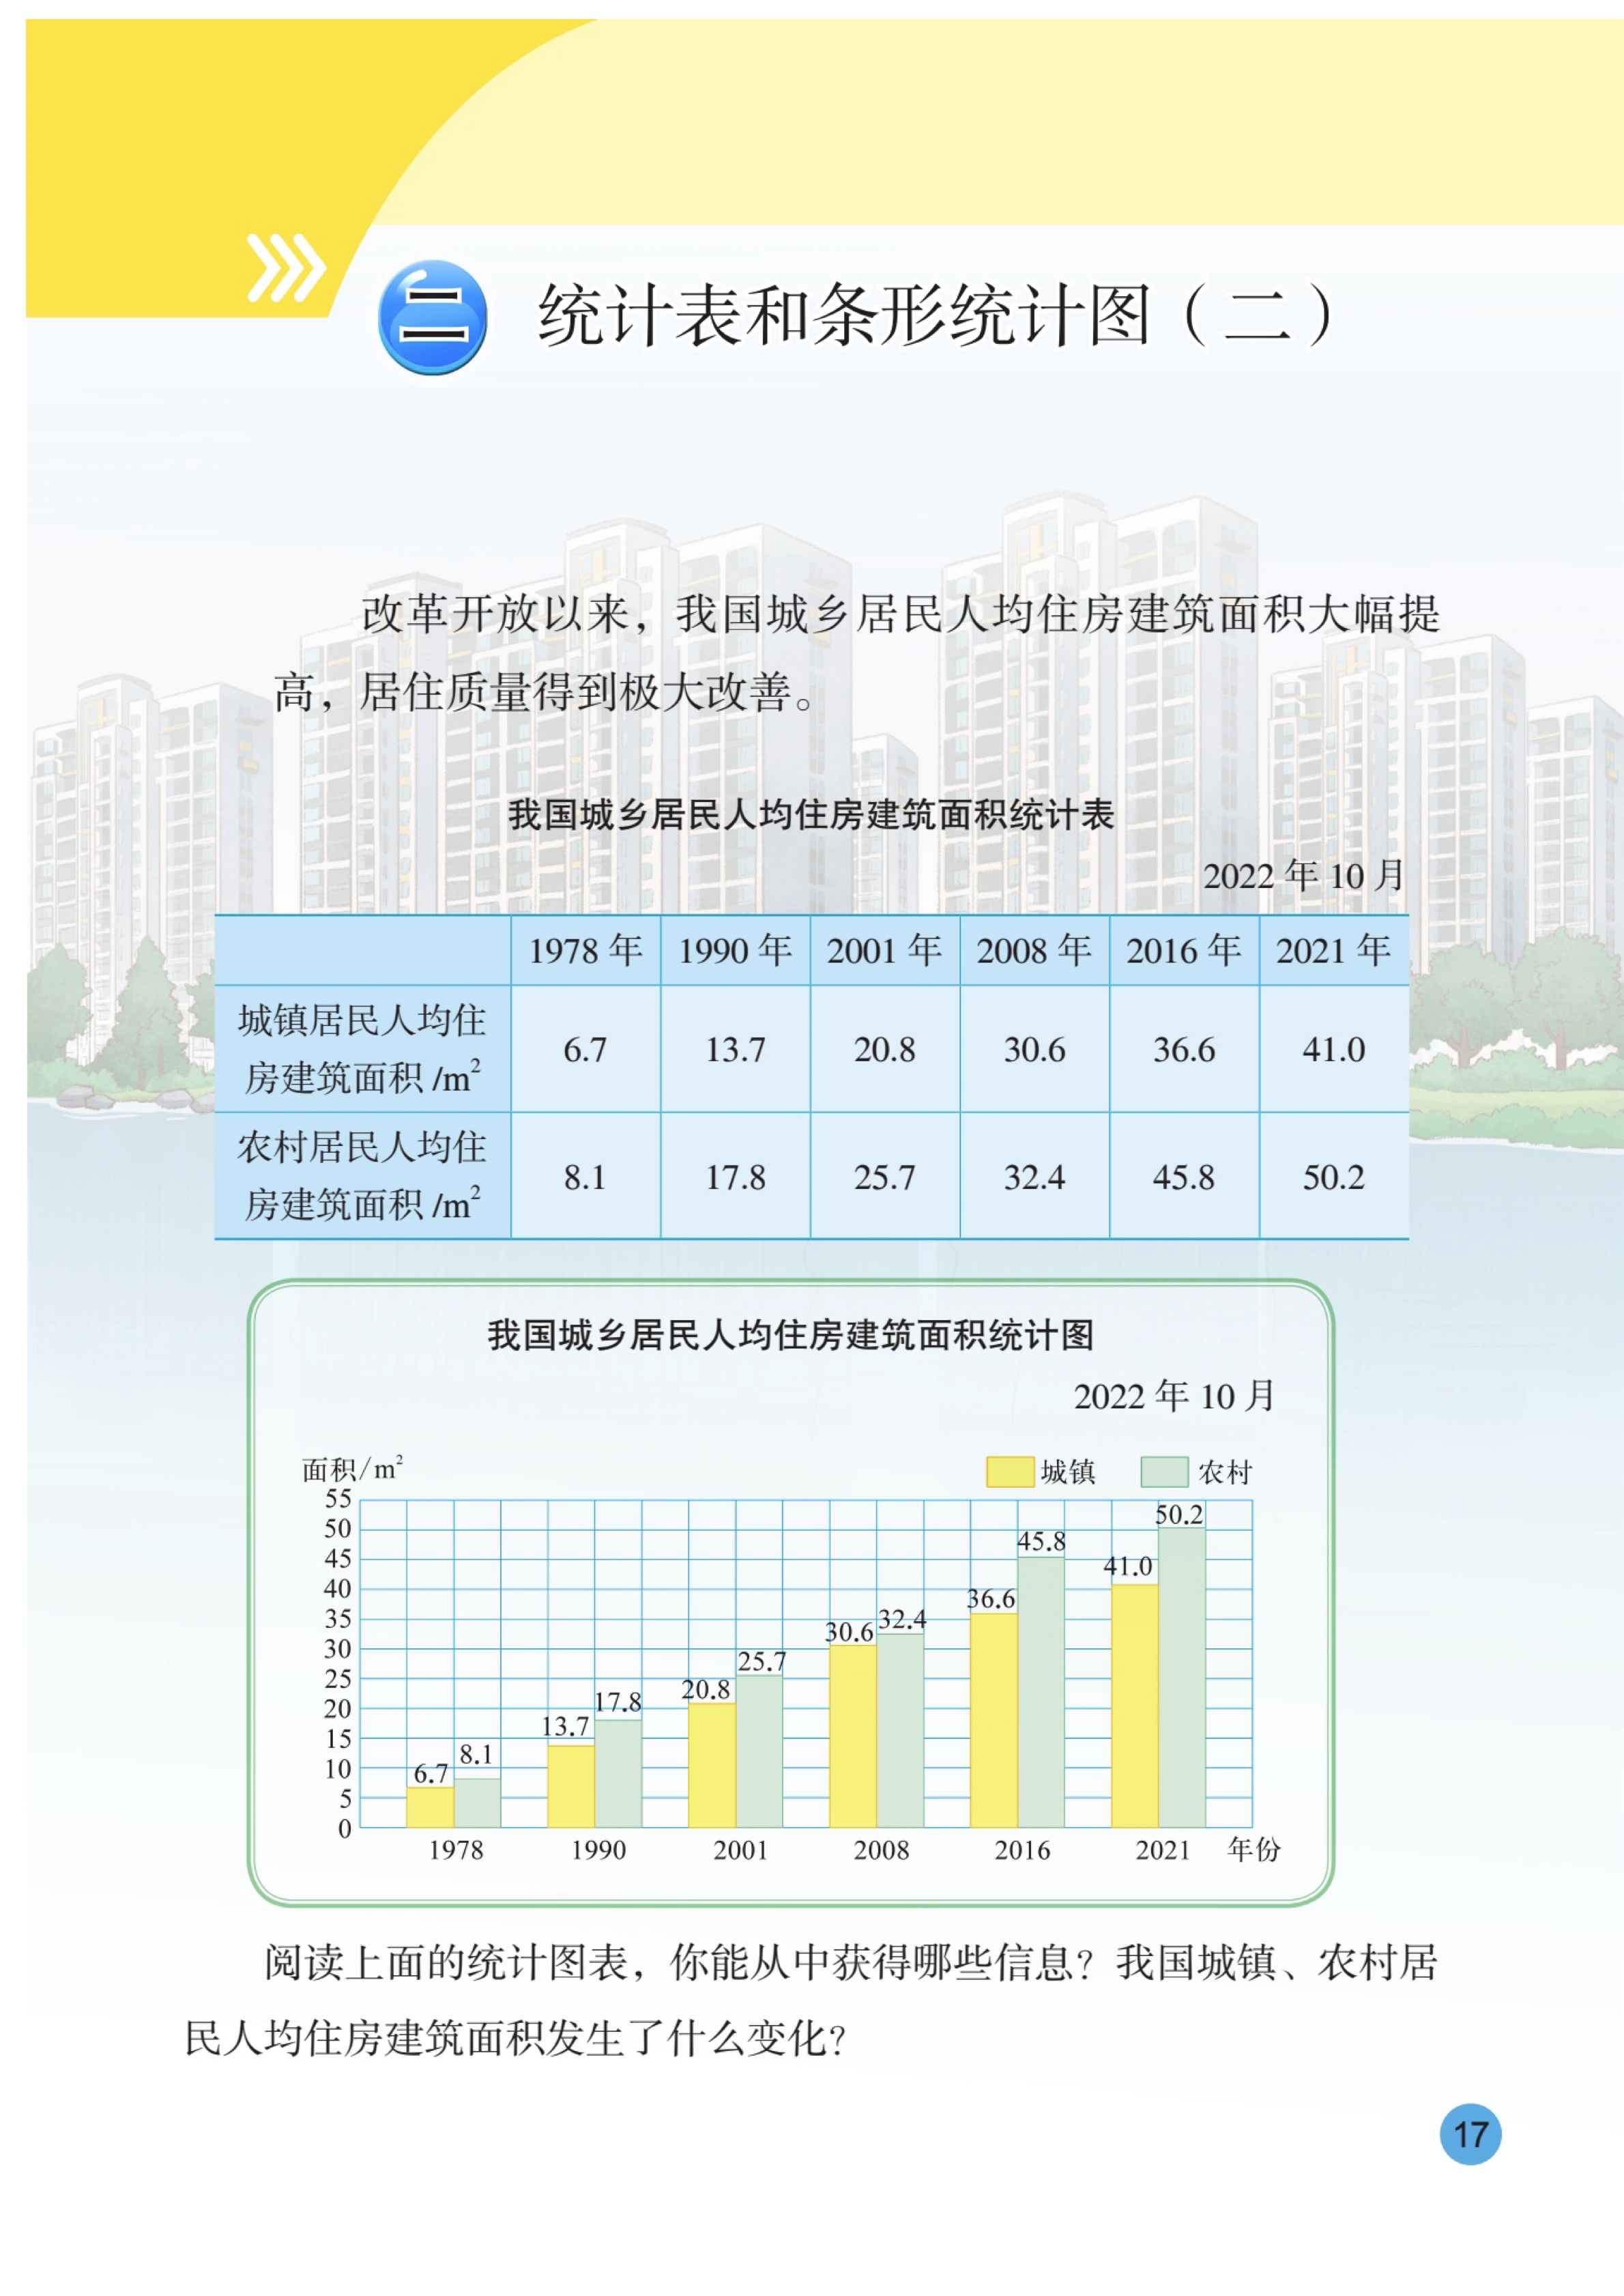 二 统计表和条形统计图（二）
改革开放以来，我国城乡居民人均住房建筑面积大幅提
高，居住质量得到极大改善。
我国城乡居民人均住房建筑面积统计表
2022 年 10 月
1978 年 1990 年 2001 年 2008 年 2016 年 2021 年
城镇居民人均住
房建筑面积 /m² 6.7 13.7 20.8 30.6 36.6 41.0
农村居民人均住
房建筑面积 /m² 8.1 17.8 25.7 32.4 45.8 50.2
我国城乡居民人均住房建筑面积统计图
2022 年 10 月
面积/m² 城镇 农村
55
50
45
40
35
30
25
20
15
10
5
0
6.7 8.1 13.7 17.8 20.8 25.7 30.6 32.4 36.6 45.8 41.0 50.2
1978 1990 2001 2008 2016 2021 年份
阅读上面的统计图表，你能从中获得哪些信息？我国城镇、农村居
民人均住房建筑面积发生了什么变化？
17